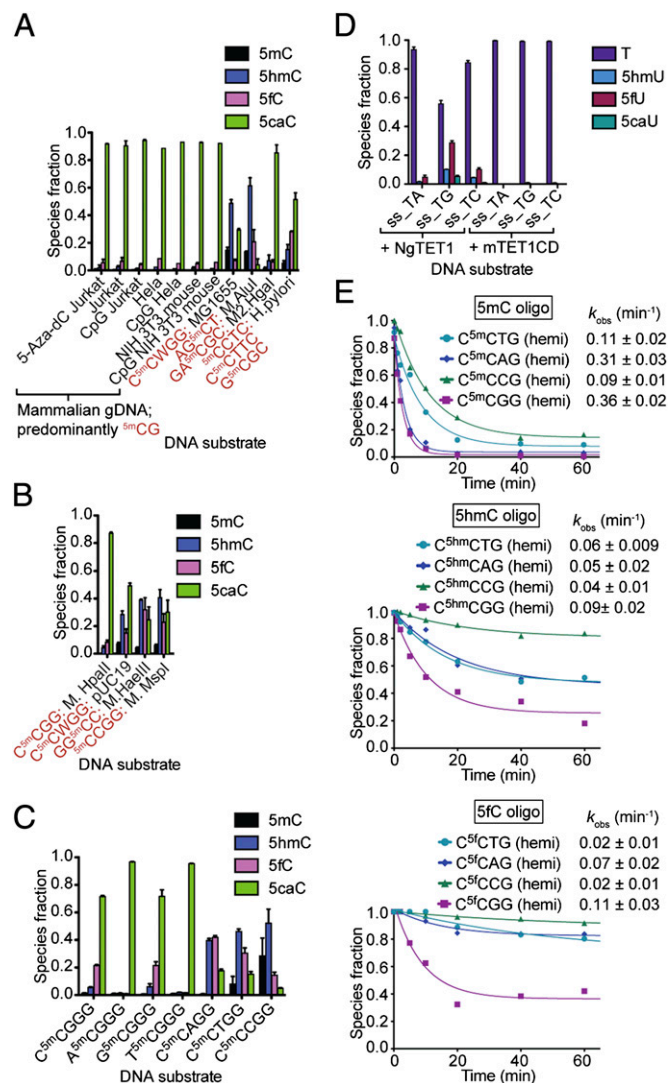 A
5mC
5hmC
5fC
5caC
Species fraction
1.0
0.8
0.6
0.4
0.2
0.0
5-Aza-dC Jurkat
Jurkat
CpG Jurkat
Hela
CpG Hela
NIH 3T3 mouse
CpG NIH 3T3 mouse
C5mCWGG: MG1655
AG5mCT: M.AluI
GA5mCGC: M2.HgaI
5mCCTC:
C5mCTTC:
G5mCGC
H.pylori
Mammalian gDNA;
predominantly 5mCG
DNA substrate
B
5mC
5hmC
5fC
5caC
Species fraction
1.0
0.8
0.6
0.4
0.2
0.0
C5mCGG: M. HpaII
C5mCWGG: pUC19
GG5mCC: M.HaeIII
5mCCGG: M. MspI
DNA substrate
C
5mC
5hmC
5fC
5caC
Species fraction
1.0
0.8
0.6
0.4
0.2
0.0
C5mCGGG
A5mCGGG
G5mCGGG
T5mCGGG
C5mCAGG
C5mCTGG
C5mCCGG
DNA substrate
D
T
5hmU
5fU
5caU
Species fraction
1.0
0.8
0.6
0.4
0.2
0.0
ss_TA
ss_TG
ss_TC
ss_TA
ss_TG
ss_TC
+ NgTET1
+ mTET1CD
DNA substrate
E
5mC oligo
kobs (min-1)
C5mCTG (hemi) 0.11 ± 0.02
C5mCAG (hemi) 0.31 ± 0.03
C5mCCG (hemi) 0.09 ± 0.01
C5mCGG (hemi) 0.36 ± 0.02
Species fraction
1.0
0.8
0.6
0.4
0.2
0.0
0 20 40 60
Time (min)
5hmC oligo
kobs (min-1)
C5hmCTG (hemi) 0.06 ± 0.009
C5hmCAG (hemi) 0.05 ± 0.02
C5hmCCG (hemi) 0.04 ± 0.01
C5hmCGG (hemi) 0.09± 0.02
Species fraction
1.0
0.8
0.6
0.4
0.2
0.0
0 20 40 60
Time (min)
5fC oligo
kobs (min-1)
C5fCTG (hemi) 0.02 ± 0.01
C5fCAG (hemi) 0.07 ± 0.02
C5fCCG (hemi) 0.02 ± 0.01
C5fCGG (hemi) 0.11 ± 0.03
Species fraction
1.0
0.8
0.6
0.4
0.2
0.0
0 20 40 60
Time (min)